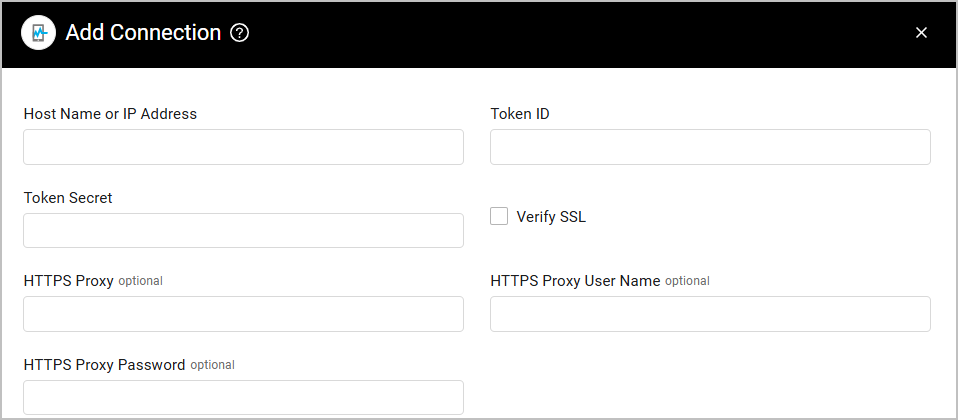 Add Connection ?
Host Name or IP Address
Token ID
Token Secret
Verify SSL
HTTPS Proxy optional
HTTPS Proxy User Name optional
HTTPS Proxy Password optional